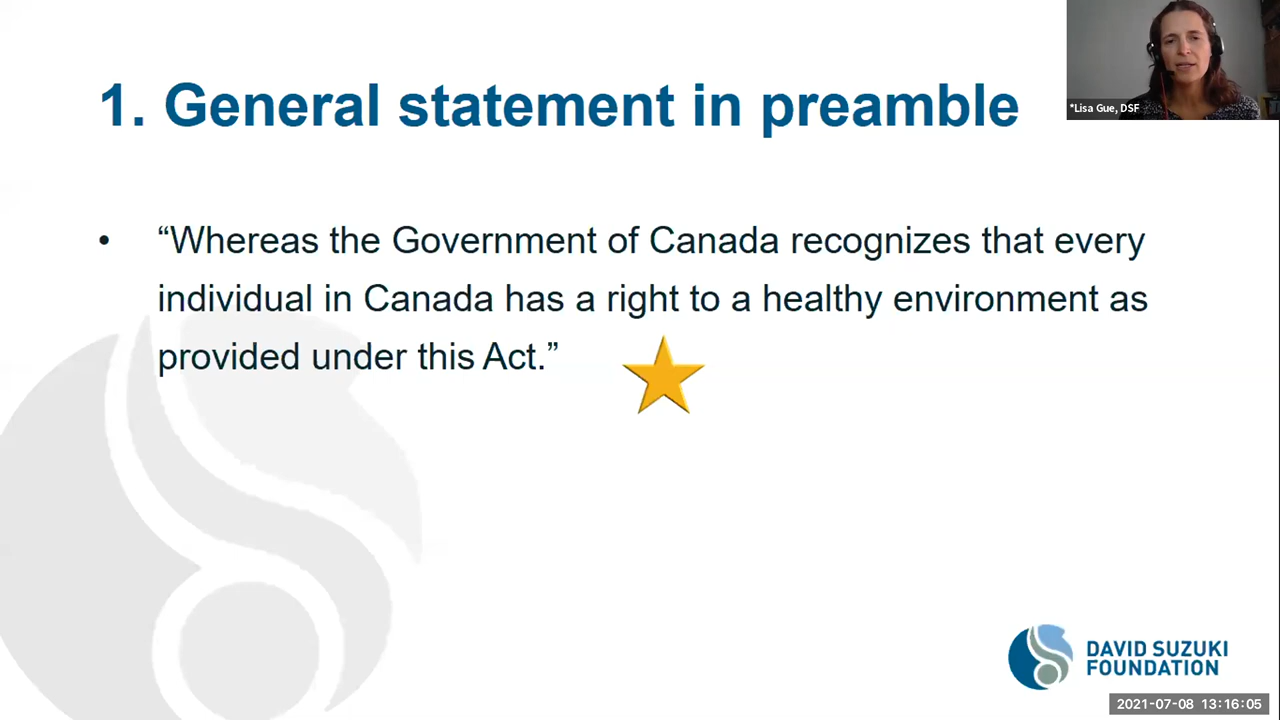 1. General statement in preamble
*Lisa Gue, DSF
• “Whereas the Government of Canada recognizes that every
individual in Canada has a right to a healthy environment as
provided under this Act.”
DAVID SUZUKI
FOUNDATION
2021-07-08 13:16:05